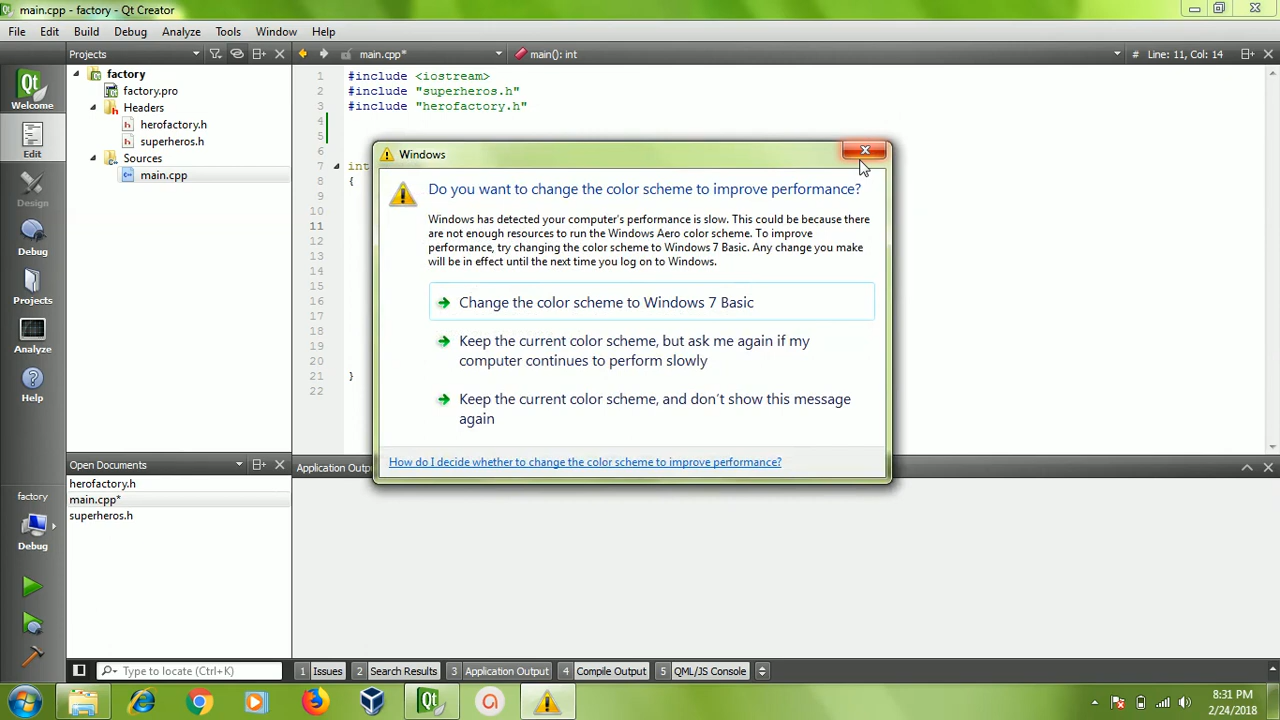 main.cpp - factory - Qt Creator
File Edit Build Debug Analyze Tools Window Help
Projects
main.cpp*
main(): int
# Line: 11, Col: 14
Welcome
Edit
Design
Debug
Projects
Analyze
Help
factory
Debug
factory
factory.pro
Headers
herofactory.h
superheros.h
Sources
main.cpp
Open Documents
herofactory.h
main.cpp*
superheros.h
1 #include <iostream>
2 #include "superheros.h"
3 #include "herofactory.h"
4
5
6
7 int
8 {
9
10
11
12
13
14
15
16
17
18
19
20
21 }
22
Windows
Do you want to change the color scheme to improve performance?
Windows has detected your computer's performance is slow. This could be because there
are not enough resources to run the Windows Aero color scheme. To improve
performance, try changing the color scheme to Windows 7 Basic. Any change you make
will be in effect until the next time you log on to Windows.
Change the color scheme to Windows 7 Basic
Keep the current color scheme, but ask me again if my
computer continues to perform slowly
Keep the current color scheme, and don't show this message
again
How do I decide whether to change the color scheme to improve performance?
Application Outp
Type to locate (Ctrl+K)
1 Issues 2 Search Results 3 Application Output 4 Compile Output 5 QML/JS Console
8:31 PM
2/24/2018